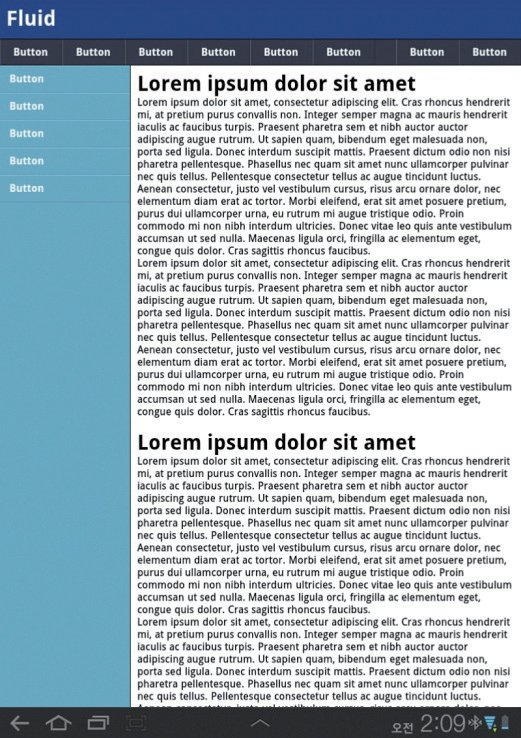 Fluid
Button Button Button Button Button Button Button Button
Button
Button
Button
Button
Button
Lorem ipsum dolor sit amet
Lorem ipsum dolor sit amet, consectetur adipiscing elit. Cras rhoncus hendrerit
mi, at pretium purus convallis non. Integer semper magna ac mauris hendrerit
iaculis ac faucibus turpis. Praesent pharetra sem et nibh auctor auctor
adipiscing augue rutrum. Ut sapien quam, bibendum eget malesuada non,
porta sed ligula. Donec interdum suscipit mattis. Praesent dictum odio non nisi
pharetra pellentesque. Phasellus nec quam sit amet nunc ullamcorper pulvinar
nec quis tellus. Pellentesque consectetur tellus ac augue tincidunt luctus.
Aenean consectetur, justo vel vestibulum cursus, risus arcu ornare dolor, nec
elementum diam erat ac tortor. Morbi eleifend, erat sit amet posuere pretium,
purus dui ullamcorper urna, eu rutrum mi augue tristique odio. Proin
commodo mi non nibh interdum ultricies. Donec vitae leo quis ante vestibulum
accumsan ut sed nulla. Maecenas ligula orci, fringilla ac elementum eget,
congue quis dolor. Cras sagittis rhoncus faucibus.
Lorem ipsum dolor sit amet, consectetur adipiscing elit. Cras rhoncus hendrerit
mi, at pretium purus convallis non. Integer semper magna ac mauris hendrerit
iaculis ac faucibus turpis. Praesent pharetra sem et nibh auctor auctor
adipiscing augue rutrum. Ut sapien quam, bibendum eget malesuada non,
porta sed ligula. Donec interdum suscipit mattis. Praesent dictum odio non nisi
pharetra pellentesque. Phasellus nec quam sit amet nunc ullamcorper pulvinar
nec quis tellus. Pellentesque consectetur tellus ac augue tincidunt luctus.
Aenean consectetur, justo vel vestibulum cursus, risus arcu ornare dolor, nec
elementum diam erat ac tortor. Morbi eleifend, erat sit amet posuere pretium,
purus dui ullamcorper urna, eu rutrum mi augue tristique odio. Proin
commodo mi non nibh interdum ultricies. Donec vitae leo quis ante vestibulum
accumsan ut sed nulla. Maecenas ligula orci, fringilla ac elementum eget,
congue quis dolor. Cras sagittis rhoncus faucibus.
Lorem ipsum dolor sit amet
Lorem ipsum dolor sit amet, consectetur adipiscing elit. Cras rhoncus hendrerit
mi, at pretium purus convallis non. Integer semper magna ac mauris hendrerit
iaculis ac faucibus turpis. Praesent pharetra sem et nibh auctor auctor
adipiscing augue rutrum. Ut sapien quam, bibendum eget malesuada non,
porta sed ligula. Donec interdum suscipit mattis. Praesent dictum odio non nisi
pharetra pellentesque. Phasellus nec quam sit amet nunc ullamcorper pulvinar
nec quis tellus. Pellentesque consectetur tellus ac augue tincidunt luctus.
Aenean consectetur, justo vel vestibulum cursus, risus arcu ornare dolor, nec
elementum diam erat ac tortor. Morbi eleifend, erat sit amet posuere pretium,
purus dui ullamcorper urna, eu rutrum mi augue tristique odio. Proin
commodo mi non nibh interdum ultricies. Donec vitae leo quis ante vestibulum
accumsan ut sed nulla. Maecenas ligula orci, fringilla ac elementum eget,
congue quis dolor. Cras sagittis rhoncus faucibus.
Lorem ipsum dolor sit amet, consectetur adipiscing elit. Cras rhoncus hendrerit
mi, at pretium purus convallis non. Integer semper magna ac mauris hendrerit
iaculis ac faucibus turpis. Praesent pharetra sem et nibh auctor auctor
adipiscing augue rutrum. Ut sapien quam, bibendum eget malesuada non,
porta sed ligula. Donec interdum suscipit mattis. Praesent dictum odio non nisi
pharetra pellentesque. Phasellus nec quam sit amet nunc ullamcorper pulvinar
nec quis tellus. Pellentesque consectetur tellus ac augue tincidunt luctus.
오전 2:09